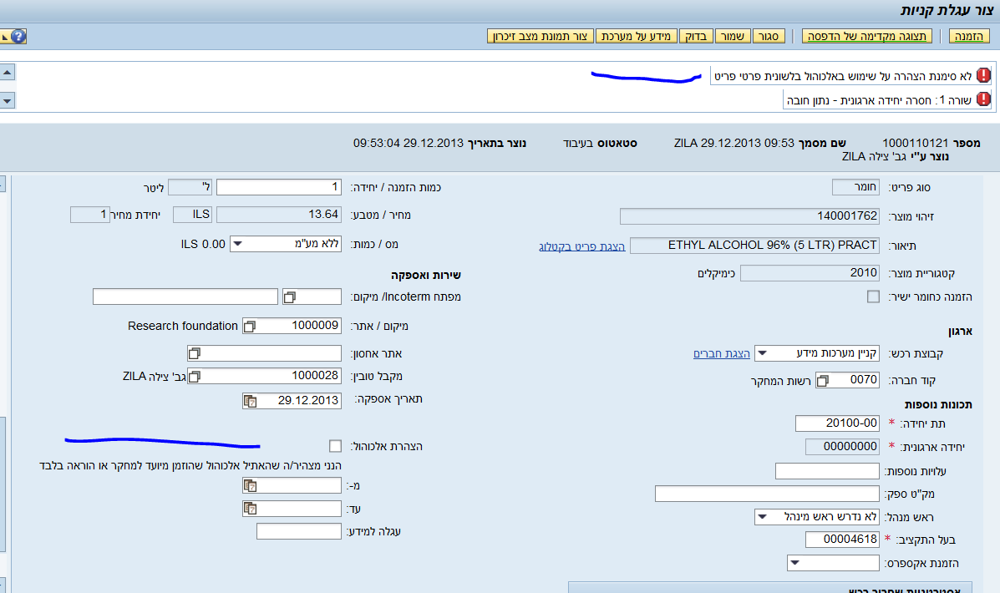 צור עגלת קניות
הזמנה תצוגה מקדימה של הדפסה סגור שמור בדוק מידע על מערכת צור תמונת מצב זיכרון
לא סימנת הצהרה על שימוש באלכוהול בלשונית פרטי פריט
שורה 1: חסרה יחידה ארגונית - נתון חובה
מספר 1000110121 שם מסמך ZILA 29.12.2013 09:53 סטאטוס בעיבוד נוצר בתאריך 29.12.2013 09:53:04
נוצר ע"י גב' צילה ZILA
סוג פריט: חומר
זיהוי מוצר: 140001762
תיאור: ETHYL ALCOHOL 96% (5 LTR) PRACT הצגת פריט בקטלוג
קטגוריית מוצר: 2010 כימיקלים
הזמנה כחומר ישיר:
ארגון
קבוצת רכש: קניין מערכות מידע הצגת חברים
קוד חברה: 0070 רשות המחקר
תכונות נוספות
תת יחידה: * 20100-00
יחידה ארגונית: * 00000000
עלויות נוספות:
מק"ט ספק:
ראש מנהל: לא נדרש ראש מינהל
בעל התקציב: * 00004618
הזמנת אקספרס:
כמות הזמנה / יחידה: 1 ל' ליטר
מחיר / מטבע: 13.64 ILS יחידת מחיר 1
מס / כמות: ללא מע"מ 0.00 ILS
שירות ואספקה
מפתח Incoterm/ מיקום:
מיקום / אתר: 1000009 Research foundation
אתר אחסון:
מקבל טובין: 1000028 גב' צילה ZILA
תאריך אספקה: 29.12.2013
הצהרת אלכוהול:
הנני מצהיר/ה שהאתיל אלכוהול שהוזמן מיועד למחקר או הוראה בלבד
מ-:
עד:
עגלה למידע: